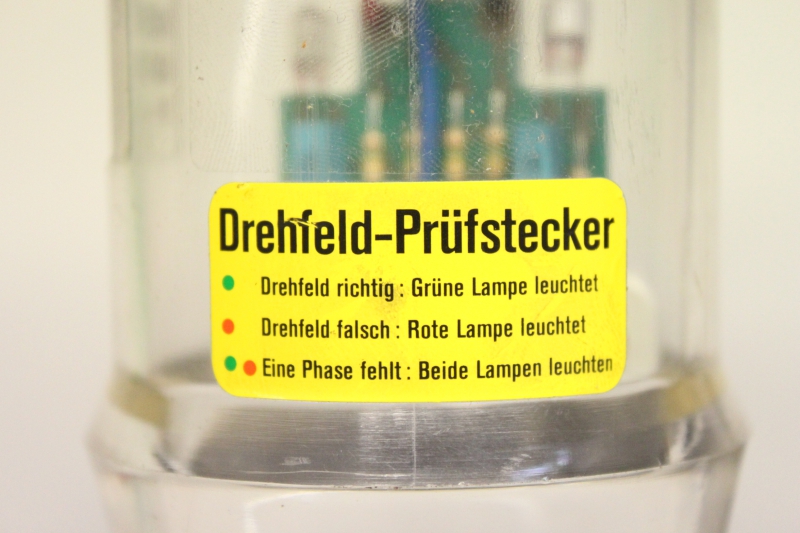 Drehfeld-Prüfstecker
Drehfeld richtig: Grüne Lampe leuchtet
Drehfeld falsch: Rote Lampe leuchtet
Eine Phase fehlt: Beide Lampen leuchten